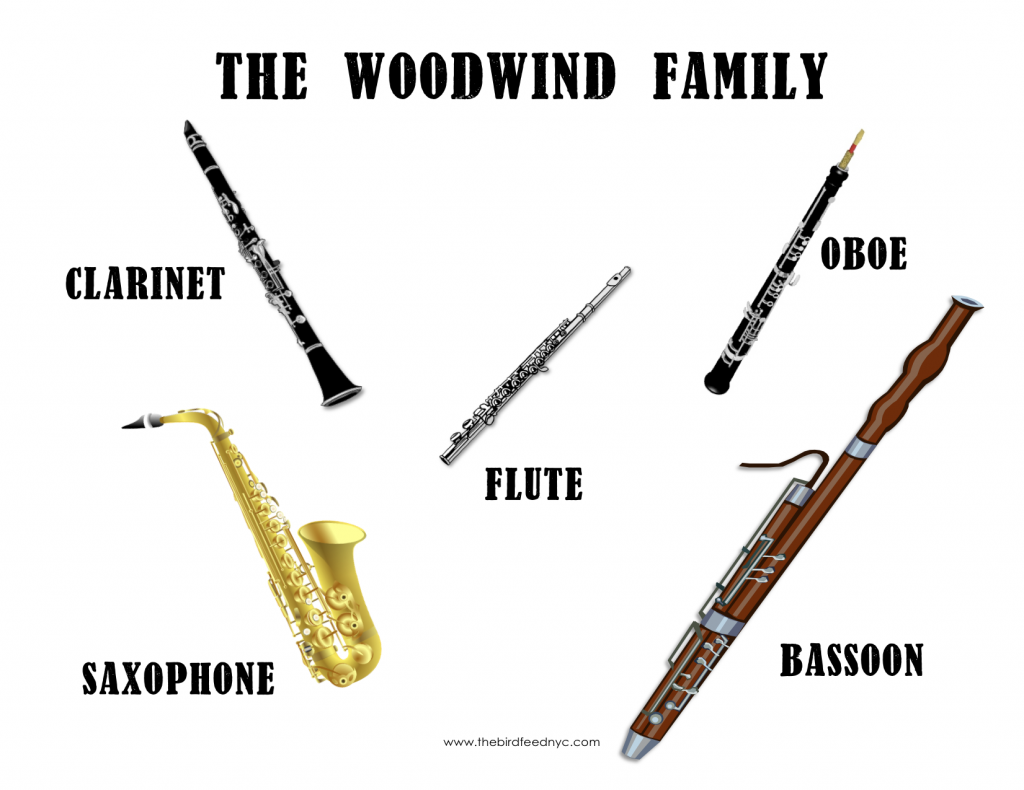 THE WOODWIND FAMILY
OBOE
CLARINET
FLUTE
BASSOON
SAXOPHONE
www.thebirdfeednyc.com